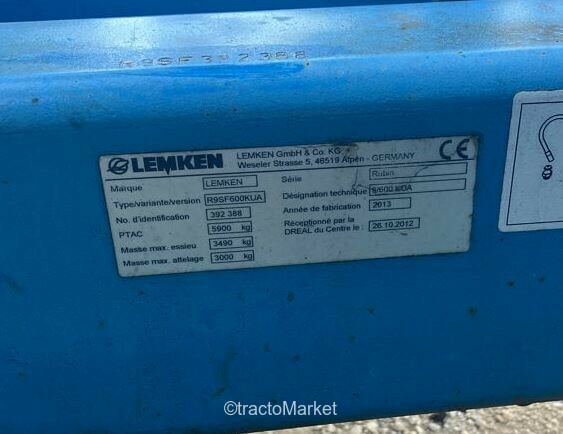 R9SF392388
LEMKEN
LEMKEN GmbH & Co. KG
Weseler Strasse 5, 46519 Alpen - GERMANY
CE
Marque LEMKEN
Type/variante/version R9SF600KUA
No. d'identification 392 388
PTAC 5900 kg
Masse max. essieu 3490 kg
Masse max. attelage 3000 kg
Série Rubin
Désignation technique 9/600 KUA
Année de fabrication 2013
Réceptionné par la
DREAL du Centre le : 26.10.2012
©tractoMarket